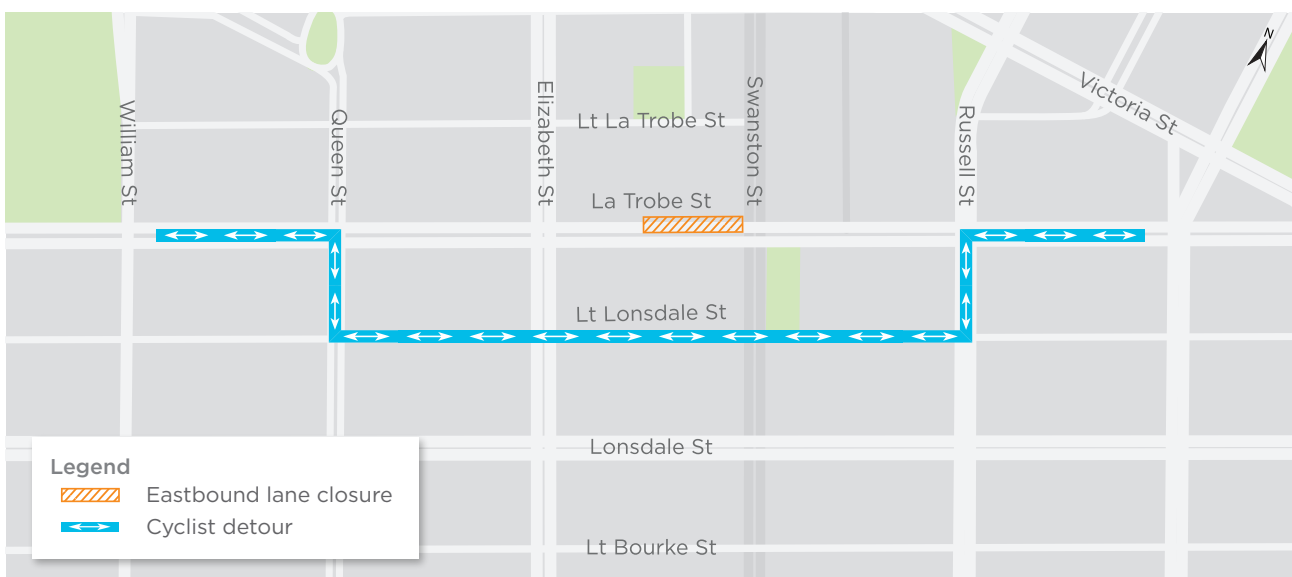 N
Victoria St
William St
Queen St
Elizabeth St
Swanston St
Russell St
Lt La Trobe St
La Trobe St
Lt Lonsdale St
Lonsdale St
Lt Bourke St
Legend
Eastbound lane closure
Cyclist detour